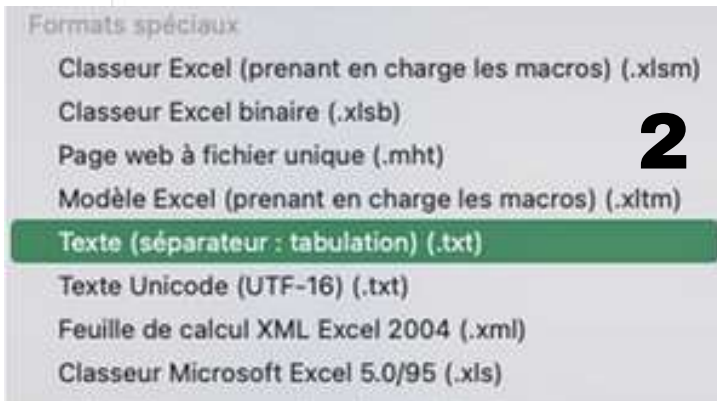 Formats spéciaux
Classeur Excel (prenant en charge les macros) (.xlsm)
Classeur Excel binaire (.xlsb)
2
Page web à fichier unique (.mht)
Modèle Excel (prenant en charge les macros) (.xltm)
Texte (séparateur : tabulation) (.txt)
Texte Unicode (UTF-16) (.txt)
Feuille de calcul XML Excel 2004 (.xml)
Classeur Microsoft Excel 5.0/95 (.xls)